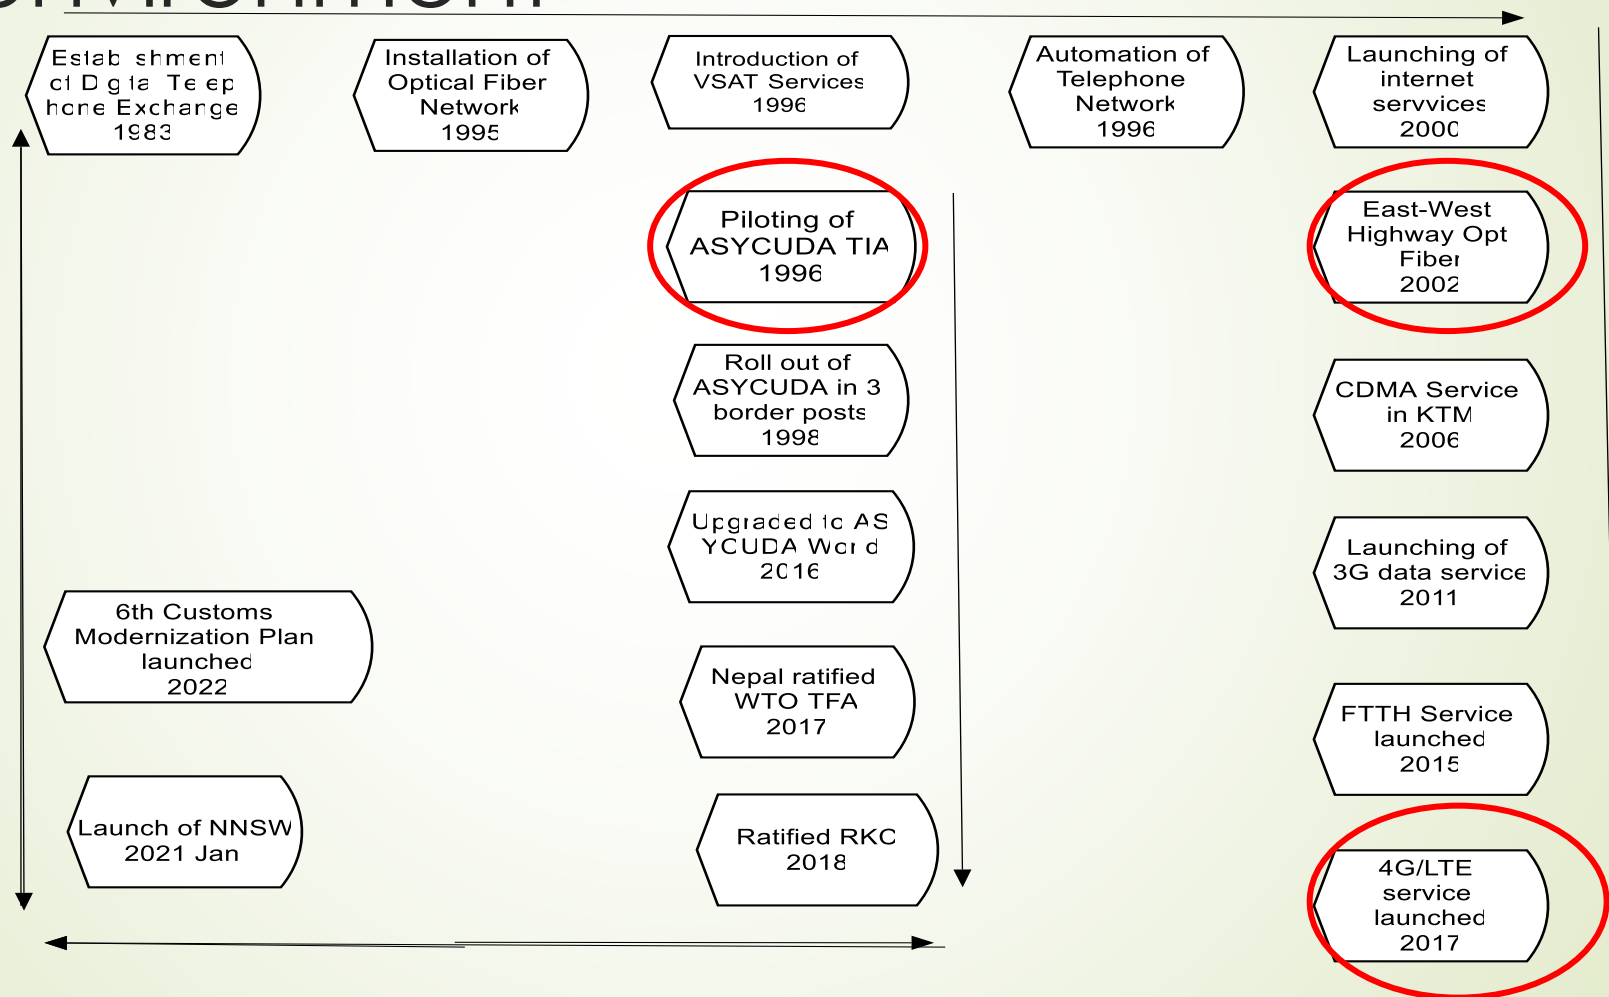 environment
Establishment
of Digital Telep
hone Exchange
1983
Installation of
Optical Fiber
Network
1995
Introduction of
VSAT Services
1996
Automation of
Telephone
Network
1996
Launching of
internet
servvices
2000
Piloting of
ASYCUDA TIA
1996
East-West
Highway Opt
Fiber
2002
Roll out of
ASYCUDA in 3
border posts
1998
CDMA Service
in KTM
2006
Upgraded to AS
YCUDA World
2016
Launching of
3G data service
2011
6th Customs
Modernization Plan
launched
2022
Nepal ratified
WTO TFA
2017
FTTH Service
launched
2015
Launch of NNSW
2021 Jan
Ratified RKC
2018
4G/LTE
service
launched
2017